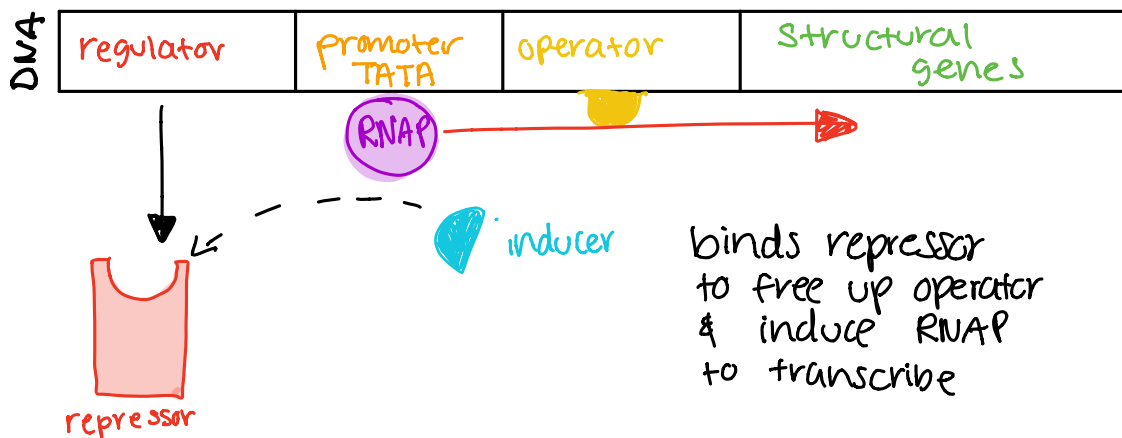 DNA
regulator
promoter
TATA
operator
structural
genes
RNAP
inducer
binds repressor
to free up operator
& induce RNAP
to transcribe
repressor